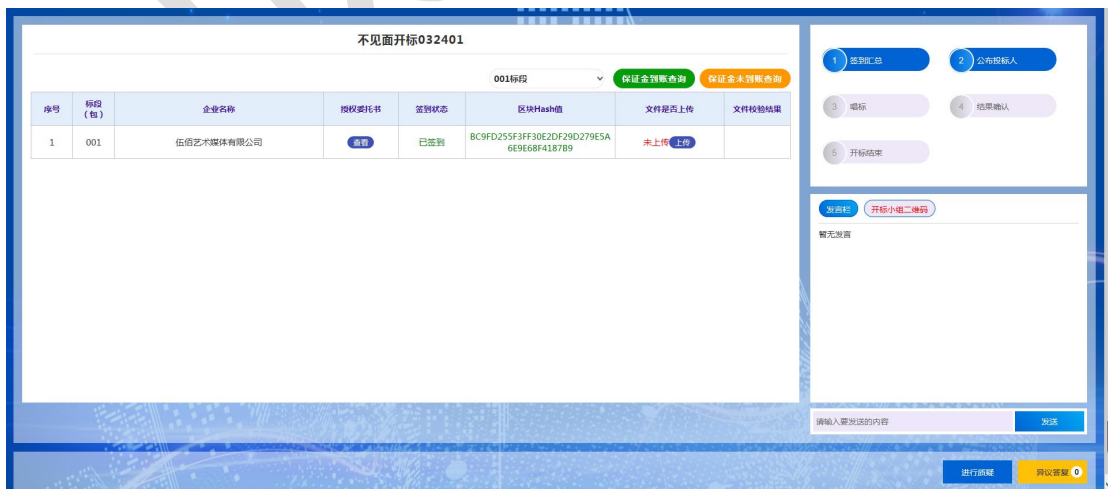 不见面开标032401
001标段
保证金到账查询
保证金未到账查询
序号
标段
(包)
企业名称
授权委托书
签到状态
区块Hash值
文件是否上传
文件校验结果
1
001
伍佰艺术媒体有限公司
查看
已签到
BC9FD255F3FF30E2DF29D279E5A
6E9E68F4187B9
未上传 上传
1 签到汇总
2 公布投标人
3 唱标
4 结果确认
5 开标结束
发言栏
开标小组二维码
暂无发言
请输入要发送的内容
发送
进行质疑
异议答复 0